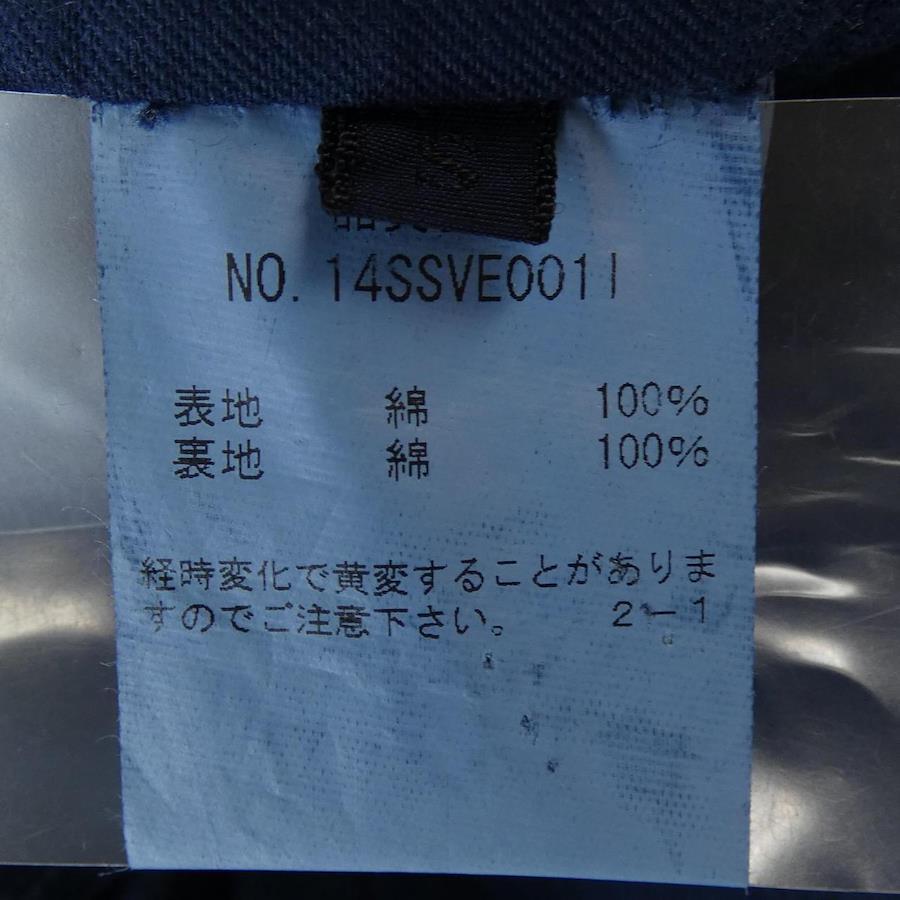 S
NO. 14SSVE001I
表地 綿 100%
裏地 綿 100%
経時変化で黄変することがありま
すのでご注意下さい。 2-1